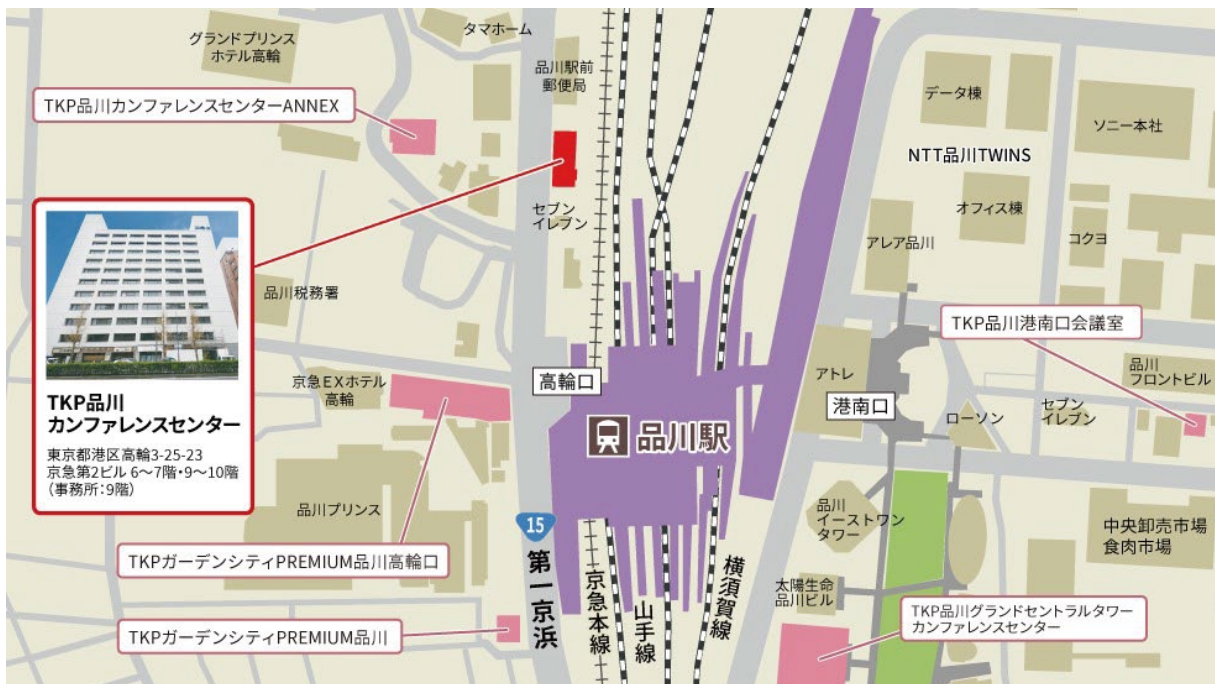 グランドプリンス
ホテル高輪
タマホーム
品川駅前
郵便局
TKP品川カンファレンスセンターANNEX
データ棟
ソニー本社
NTT品川TWINS
オフィス棟
コクヨ
アレア品川
セブン
イレブン
品川税務署
TKP品川
カンファレンスセンター
東京都港区高輪3-25-23
京急第2ビル 6〜7階・9〜10階
(事務所:9階)
TKP品川港南口会議室
品川
フロントビル
京急EXホテル
高輪
高輪口
アトレ
港南口
ローソン
セブン
イレブン
品川駅
品川プリンス
品川
イーストワン
タワー
中央卸売市場
食肉市場
15
第一京浜
京急本線
山手線
横須賀線
TKPガーデンシティPREMIUM品川高輪口
太陽生命
品川ビル
TKP品川グランドセントラルタワー
カンファレンスセンター
TKPガーデンシティPREMIUM品川